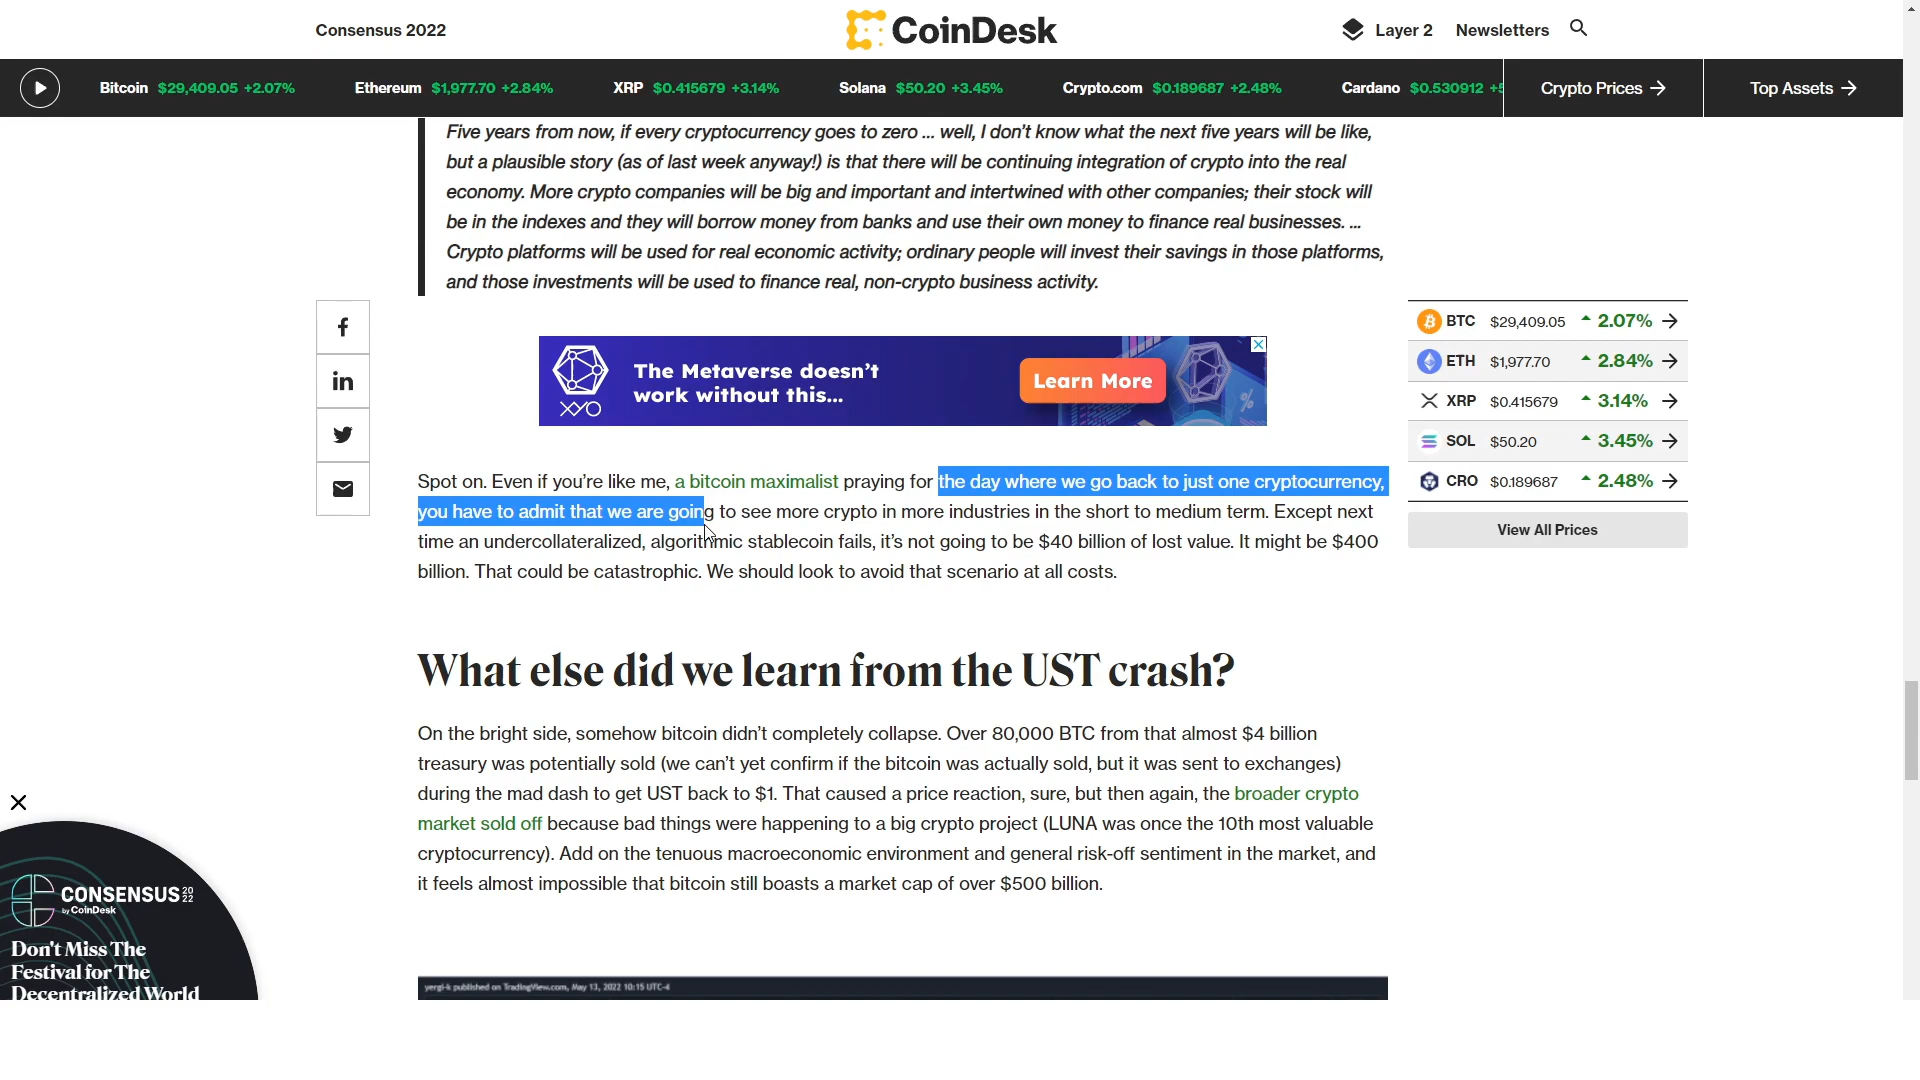 Consensus 2022
CoinDesk
Layer 2 Newsletters
Bitcoin $29,409.05 +2.07% Ethereum $1,977.70 +2.84% XRP $0.415679 +3.14% Solana $50.20 +3.45% Crypto.com $0.189687 +2.48% Cardano $0.530912 +5
Crypto Prices
Top Assets
Five years from now, if every cryptocurrency goes to zero ... well, I don't know what the next five years will be like,
but a plausible story (as of last week anyway!) is that there will be continuing integration of crypto into the real
economy. More crypto companies will be big and important and intertwined with other companies; their stock will
be in the indexes and they will borrow money from banks and use their own money to finance real businesses. ...
Crypto platforms will be used for real economic activity; ordinary people will invest their savings in those platforms,
and those investments will be used to finance real, non-crypto business activity.
XYO
The Metaverse doesn't
work without this...
Learn More
BTC $29,409.05 2.07%
ETH $1,977.70 2.84%
XRP $0.415679 3.14%
SOL $50.20 3.45%
CRO $0.189687 2.48%
View All Prices
Spot on. Even if you're like me, a bitcoin maximalist praying for the day where we go back to just one cryptocurrency,
you have to admit that we are going to see more crypto in more industries in the short to medium term. Except next
time an undercollateralized, algorithmic stablecoin fails, it's not going to be $40 billion of lost value. It might be $400
billion. That could be catastrophic. We should look to avoid that scenario at all costs.
What else did we learn from the UST crash?
On the bright side, somehow bitcoin didn't completely collapse. Over 80,000 BTC from that almost $4 billion
treasury was potentially sold (we can't yet confirm if the bitcoin was actually sold, but it was sent to exchanges)
during the mad dash to get UST back to $1. That caused a price reaction, sure, but then again, the broader crypto
market sold off because bad things were happening to a big crypto project (LUNA was once the 10th most valuable
cryptocurrency). Add on the tenuous macroeconomic environment and general risk-off sentiment in the market, and
it feels almost impossible that bitcoin still boasts a market cap of over $500 billion.
CONSENSUS 2022
by CoinDesk
Don't Miss The
Festival for The
Decentralized World
yergi-k published on TradingView.com, May 13, 2022 10:15 UTC-4